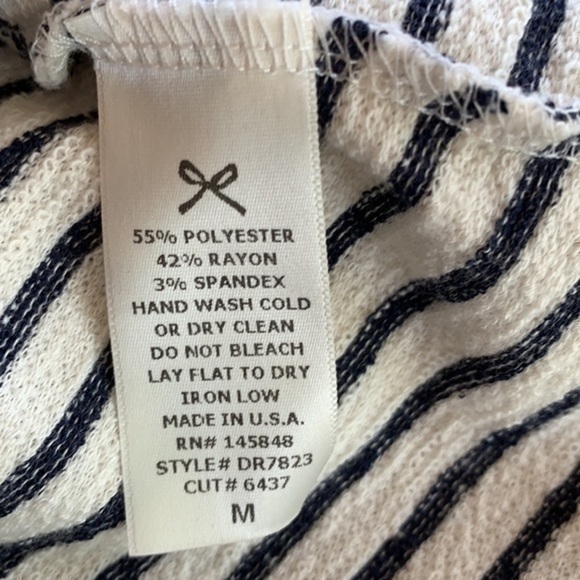 55% POLYESTER
42% RAYON
3% SPANDEX
HAND WASH COLD
OR DRY CLEAN
DO NOT BLEACH
LAY FLAT TO DRY
IRON LOW
MADE IN U.S.A.
RN# 145848
STYLE# DR7823
CUT# 6437
M